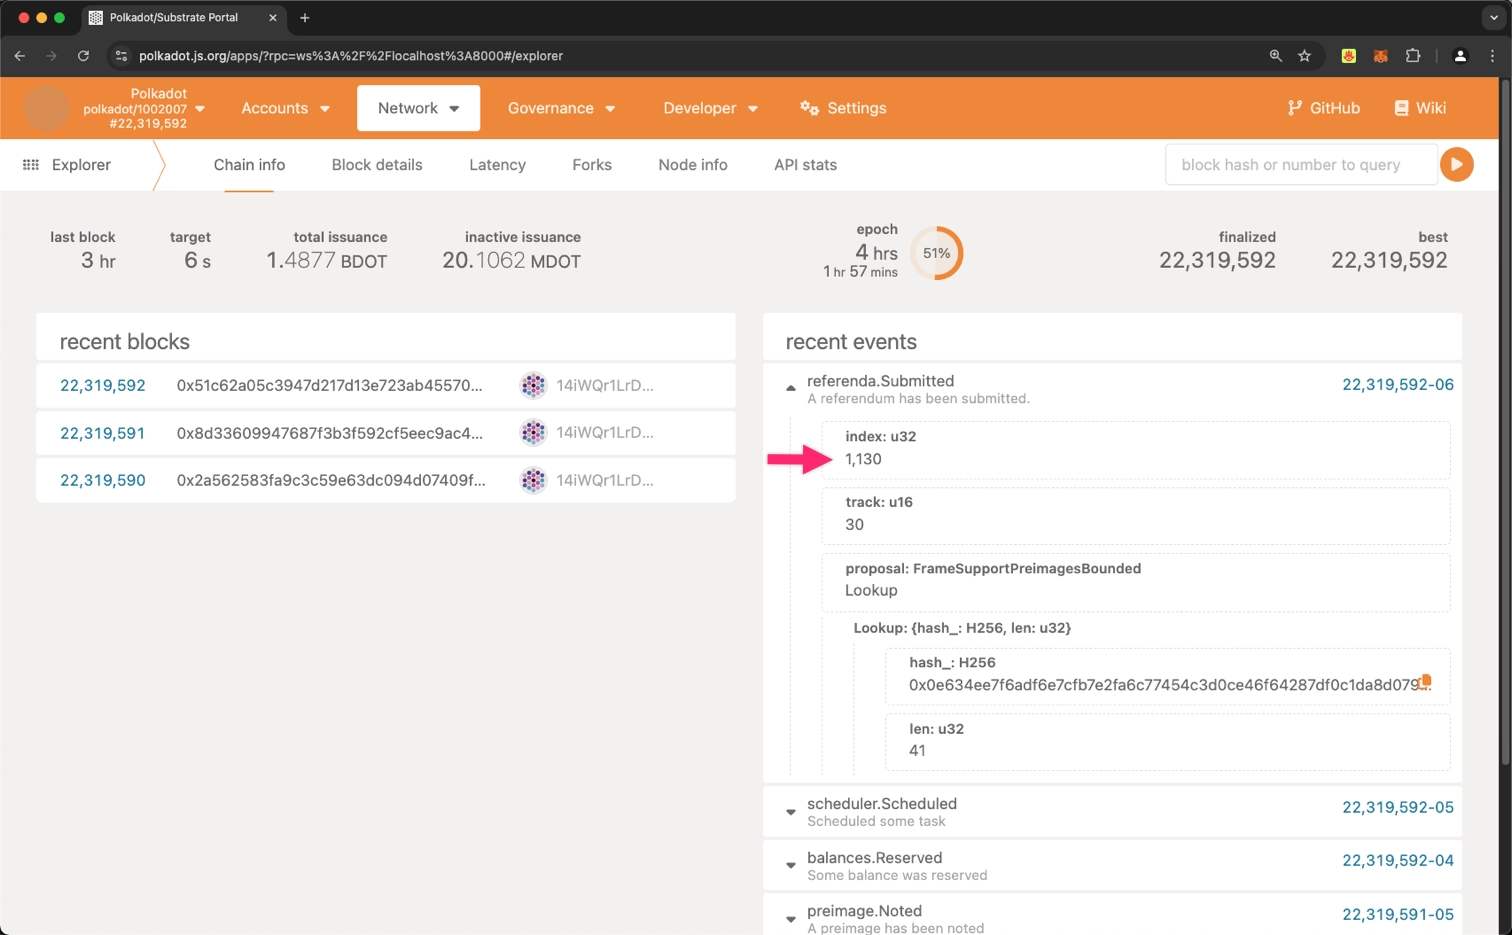 Polkadot/Substrate Portal
polkadot.js.org/apps/?rpc=ws%3A%2F%2Flocalhost%3A8000#/explorer
Polkadot
polkadot/1002007
#22,319,592
Accounts
Network
Governance
Developer
Settings
GitHub
Wiki
Explorer
Chain info
Block details
Latency
Forks
Node info
API stats
block hash or number to query
last block
3 hr
target
6 s
total issuance
1.4877 BDOT
inactive issuance
20.1062 MDOT
epoch
4 hrs
1 hr 57 mins
51%
finalized
22,319,592
best
22,319,592
recent blocks
22,319,592 0x51c62a05c3947d217d13e723ab45570... 14iWQr1LrD...
22,319,591 0x8d33609947687f3b3f592cf5eec9ac4... 14iWQr1LrD...
22,319,590 0x2a562583fa9c3c59e63dc094d07409f... 14iWQr1LrD...
recent events
referenda.Submitted 22,319,592-06
A referendum has been submitted.
index: u32
1,130
track: u16
30
proposal: FrameSupportPreimagesBounded
Lookup
Lookup: {hash_: H256, len: u32}
hash_: H256
0x0e634ee7f6adf6e7cfb7e2fa6c77454c3d0ce46f64287df0c1da8d079...
len: u32
41
scheduler.Scheduled 22,319,592-05
Scheduled some task
balances.Reserved 22,319,592-04
Some balance was reserved
preimage.Noted 22,319,591-05
A preimage has been noted